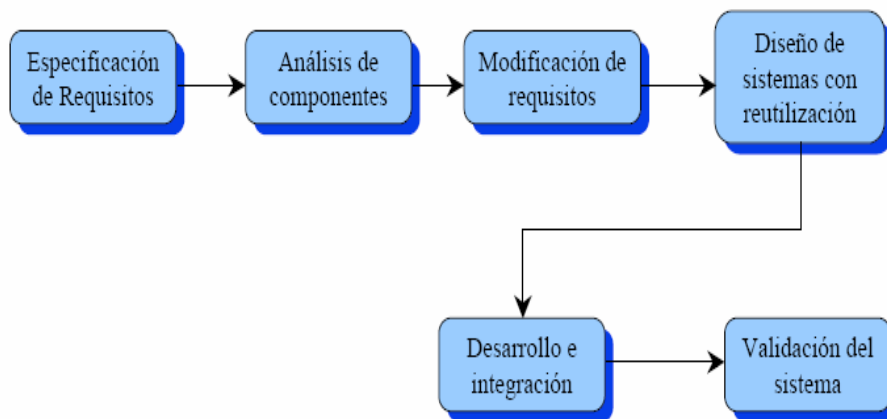 Especificación
de Requisitos
Análisis de
componentes
Modificación de
requisitos
Diseño de
sistemas con
reutilización
Desarrollo e
integración
Validación del
sistema